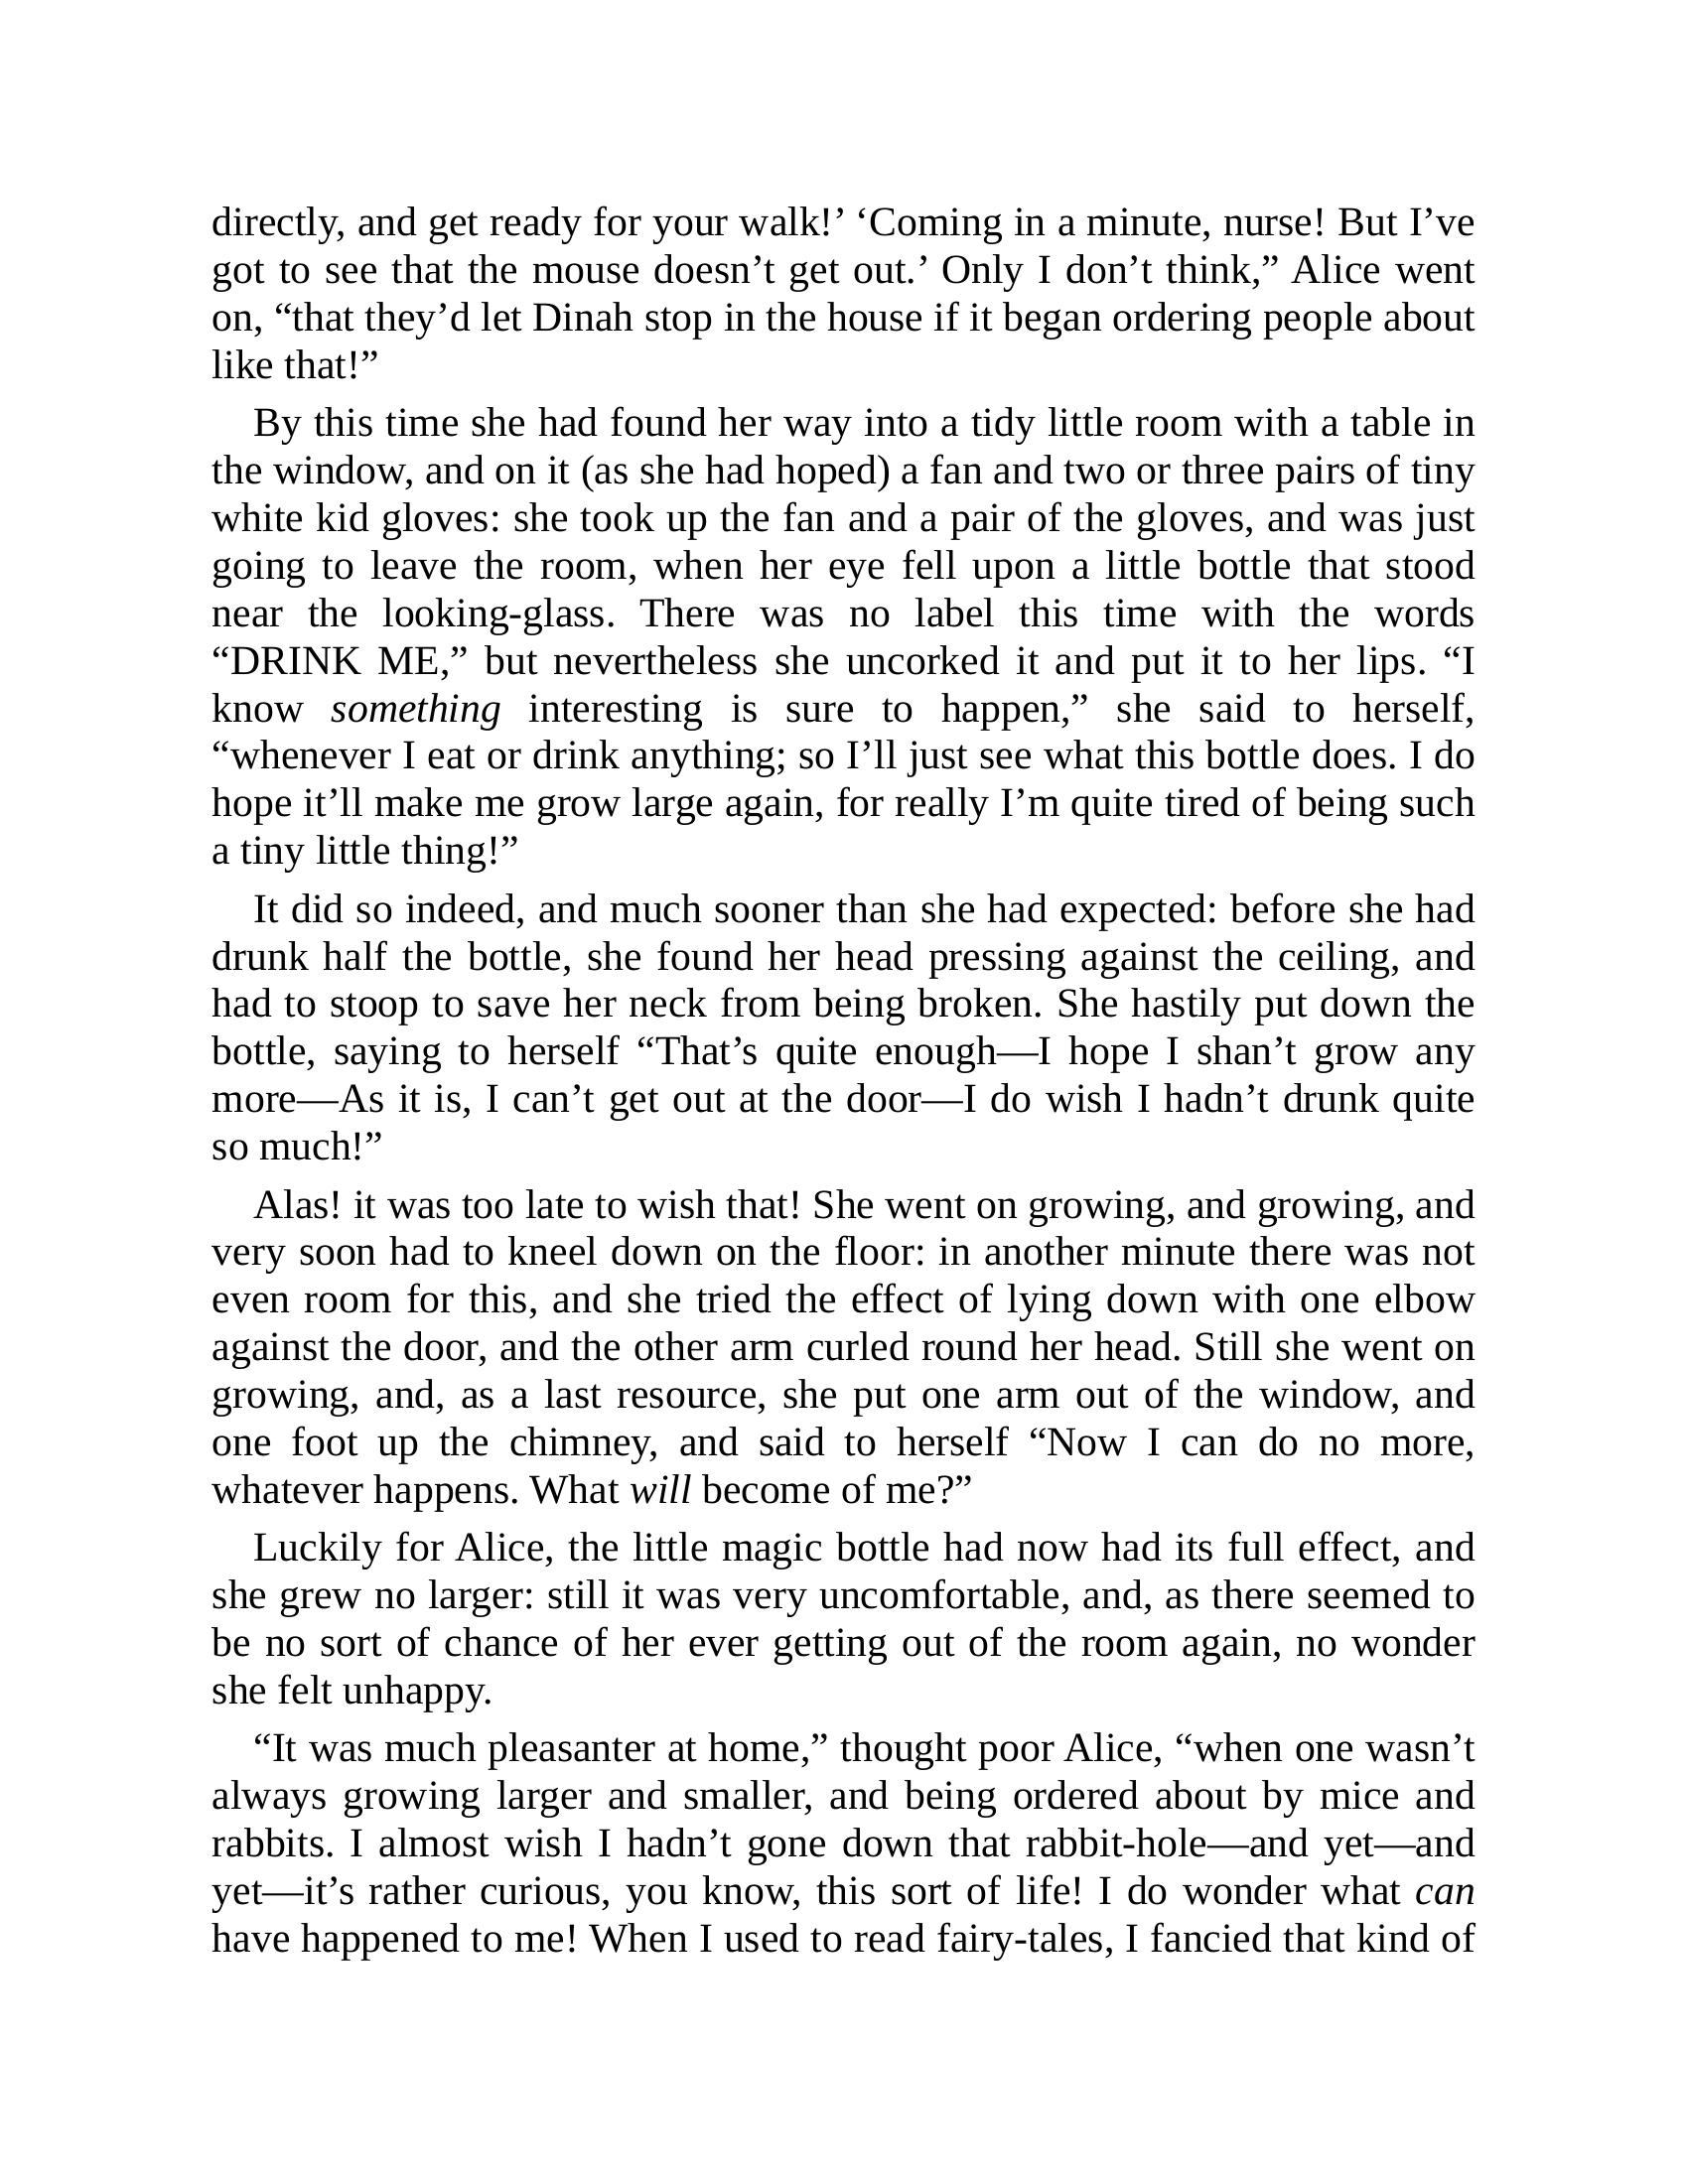 directly, and get ready for your walk!’ ‘Coming in a minute, nurse! But I’ve
got to see that the mouse doesn’t get out.’ Only I don’t think,” Alice went
on, “that they’d let Dinah stop in the house if it began ordering people about
like that!”
By this time she had found her way into a tidy little room with a table in
the window, and on it (as she had hoped) a fan and two or three pairs of tiny
white kid gloves: she took up the fan and a pair of the gloves, and was just
going to leave the room, when her eye fell upon a little bottle that stood
near the looking-glass. There was no label this time with the words
“DRINK ME,” but nevertheless she uncorked it and put it to her lips. “I
know something interesting is sure to happen,” she said to herself,
“whenever I eat or drink anything; so I’ll just see what this bottle does. I do
hope it’ll make me grow large again, for really I’m quite tired of being such
a tiny little thing!”
It did so indeed, and much sooner than she had expected: before she had
drunk half the bottle, she found her head pressing against the ceiling, and
had to stoop to save her neck from being broken. She hastily put down the
bottle, saying to herself “That’s quite enough—I hope I shan’t grow any
more—As it is, I can’t get out at the door—I do wish I hadn’t drunk quite
so much!”
Alas! it was too late to wish that! She went on growing, and growing, and
very soon had to kneel down on the floor: in another minute there was not
even room for this, and she tried the effect of lying down with one elbow
against the door, and the other arm curled round her head. Still she went on
growing, and, as a last resource, she put one arm out of the window, and
one foot up the chimney, and said to herself “Now I can do no more,
whatever happens. What will become of me?”
Luckily for Alice, the little magic bottle had now had its full effect, and
she grew no larger: still it was very uncomfortable, and, as there seemed to
be no sort of chance of her ever getting out of the room again, no wonder
she felt unhappy.
“It was much pleasanter at home,” thought poor Alice, “when one wasn’t
always growing larger and smaller, and being ordered about by mice and
rabbits. I almost wish I hadn’t gone down that rabbit-hole—and yet—and
yet—it’s rather curious, you know, this sort of life! I do wonder what can
have happened to me! When I used to read fairy-tales, I fancied that kind of